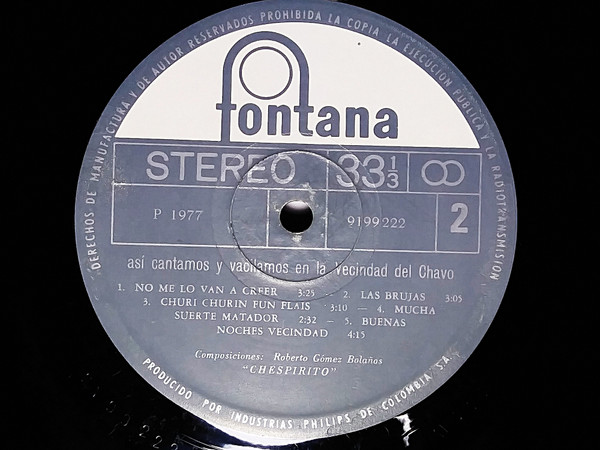 DERECHOS DE MANUFACTURA Y DE AUTOR RESERVADOS PROHIBIDA LA COPIA LA EJECUCION PUBLICA Y LA RADIOTRANSMISION
fontana
STEREO 33 1/3
P 1977 9199222 2
así cantamos y vacilamos en la vecindad del Chavo
1. NO ME LO VAN A CREER 3:25 - 2. LAS BRUJAS 3:05
3. CHURI CHURIN FUN FLAIS 3:10 - 4. MUCHA
SUERTE MATADOR 2:32 - 5. BUENAS
NOCHES VECINDAD 4:15
Composiciones: Roberto Gómez Bolaños
"CHESPIRITO"
PRODUCIDO POR INDUSTRIAS PHILIPS DE COLOMBIA S.A.